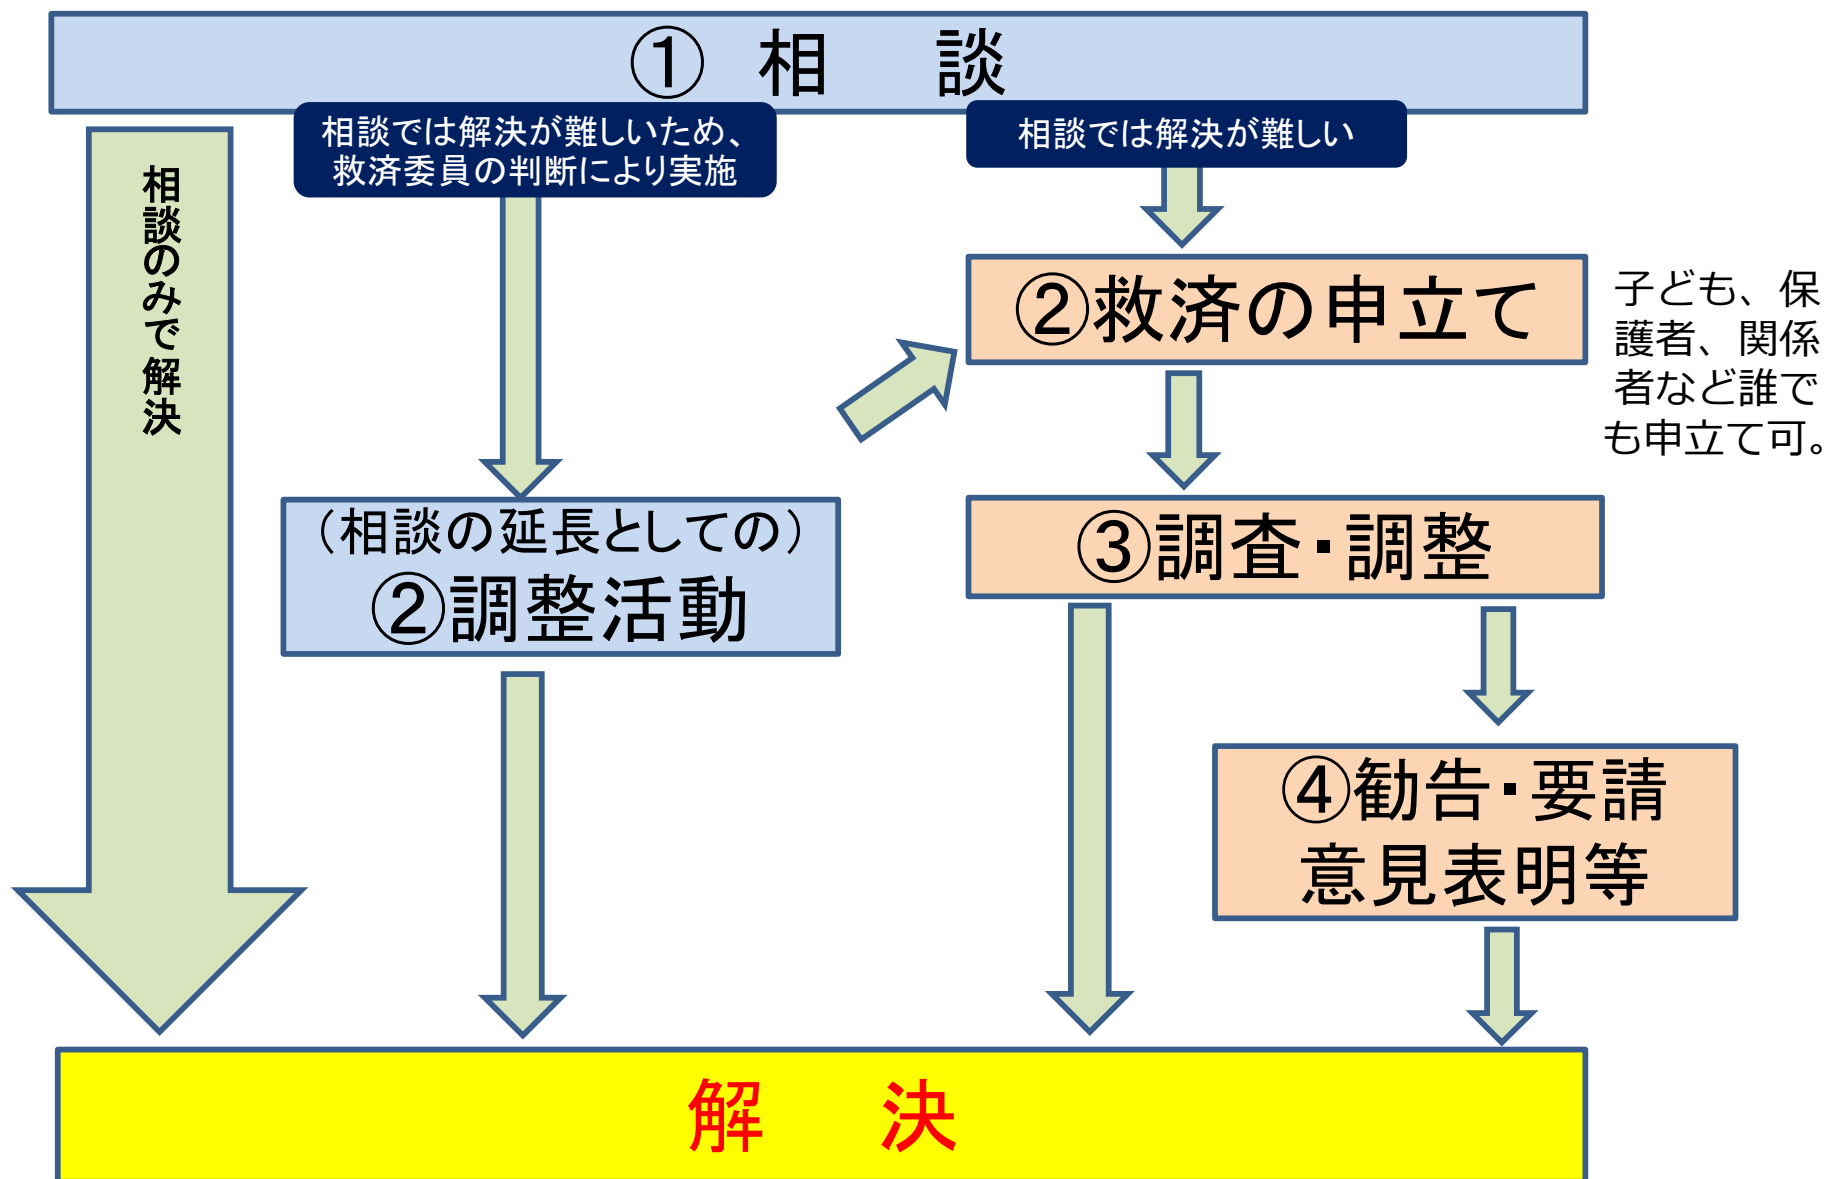 ① 相　談
相談では解決が難しいため、
救済委員の判断により実施
相談では解決が難しい
相談のみで解決
②救済の申立て
子ども、保
護者、関係
者など誰で
も申立て可。
（相談の延長としての）
②調整活動
③調査・調整
④勧告・要請
意見表明等
解　決